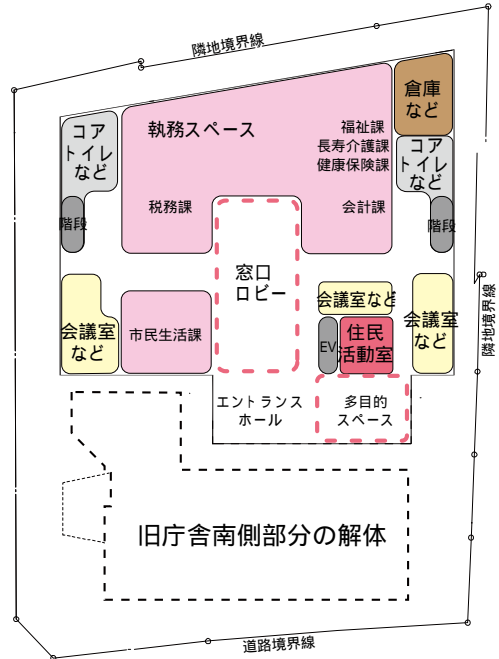 隣地境界線
倉庫
など
コア
トイレ
など
執務スペース
福祉課
長寿介護課
健康保険課
コア
トイレ
など
税務課
会計課
階段
階段
窓口
ロビー
会議室
など
市民生活課
会議室など
EV
住民
活動室
会議室
など
隣地境界線
エントランス
ホール
多目的
スペース
旧庁舎南側部分の解体
道路境界線